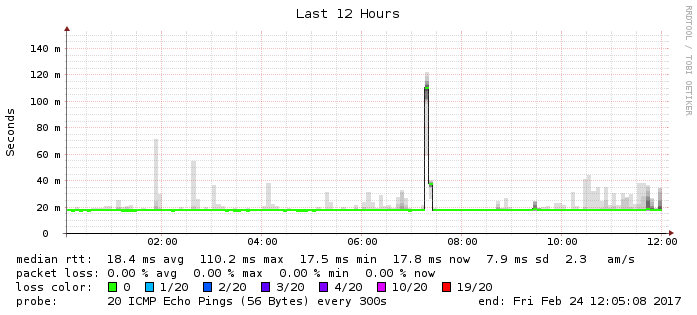 Last 12 Hours
RRDTOOL / TOBI OETIKER
Seconds
140 m
120 m
100 m
80 m
60 m
40 m
20 m
0
02:00 04:00 06:00 08:00 10:00 12:00
median rtt: 18.4 ms avg 110.2 ms max 17.5 ms min 17.8 ms now 7.9 ms sd 2.3 am/s
packet loss: 0.00 % avg 0.00 % max 0.00 % min 0.00 % now
loss color: 0 1/20 2/20 3/20 4/20 10/20 19/20
probe: 20 ICMP Echo Pings (56 Bytes) every 300s end: Fri Feb 24 12:05:08 2017